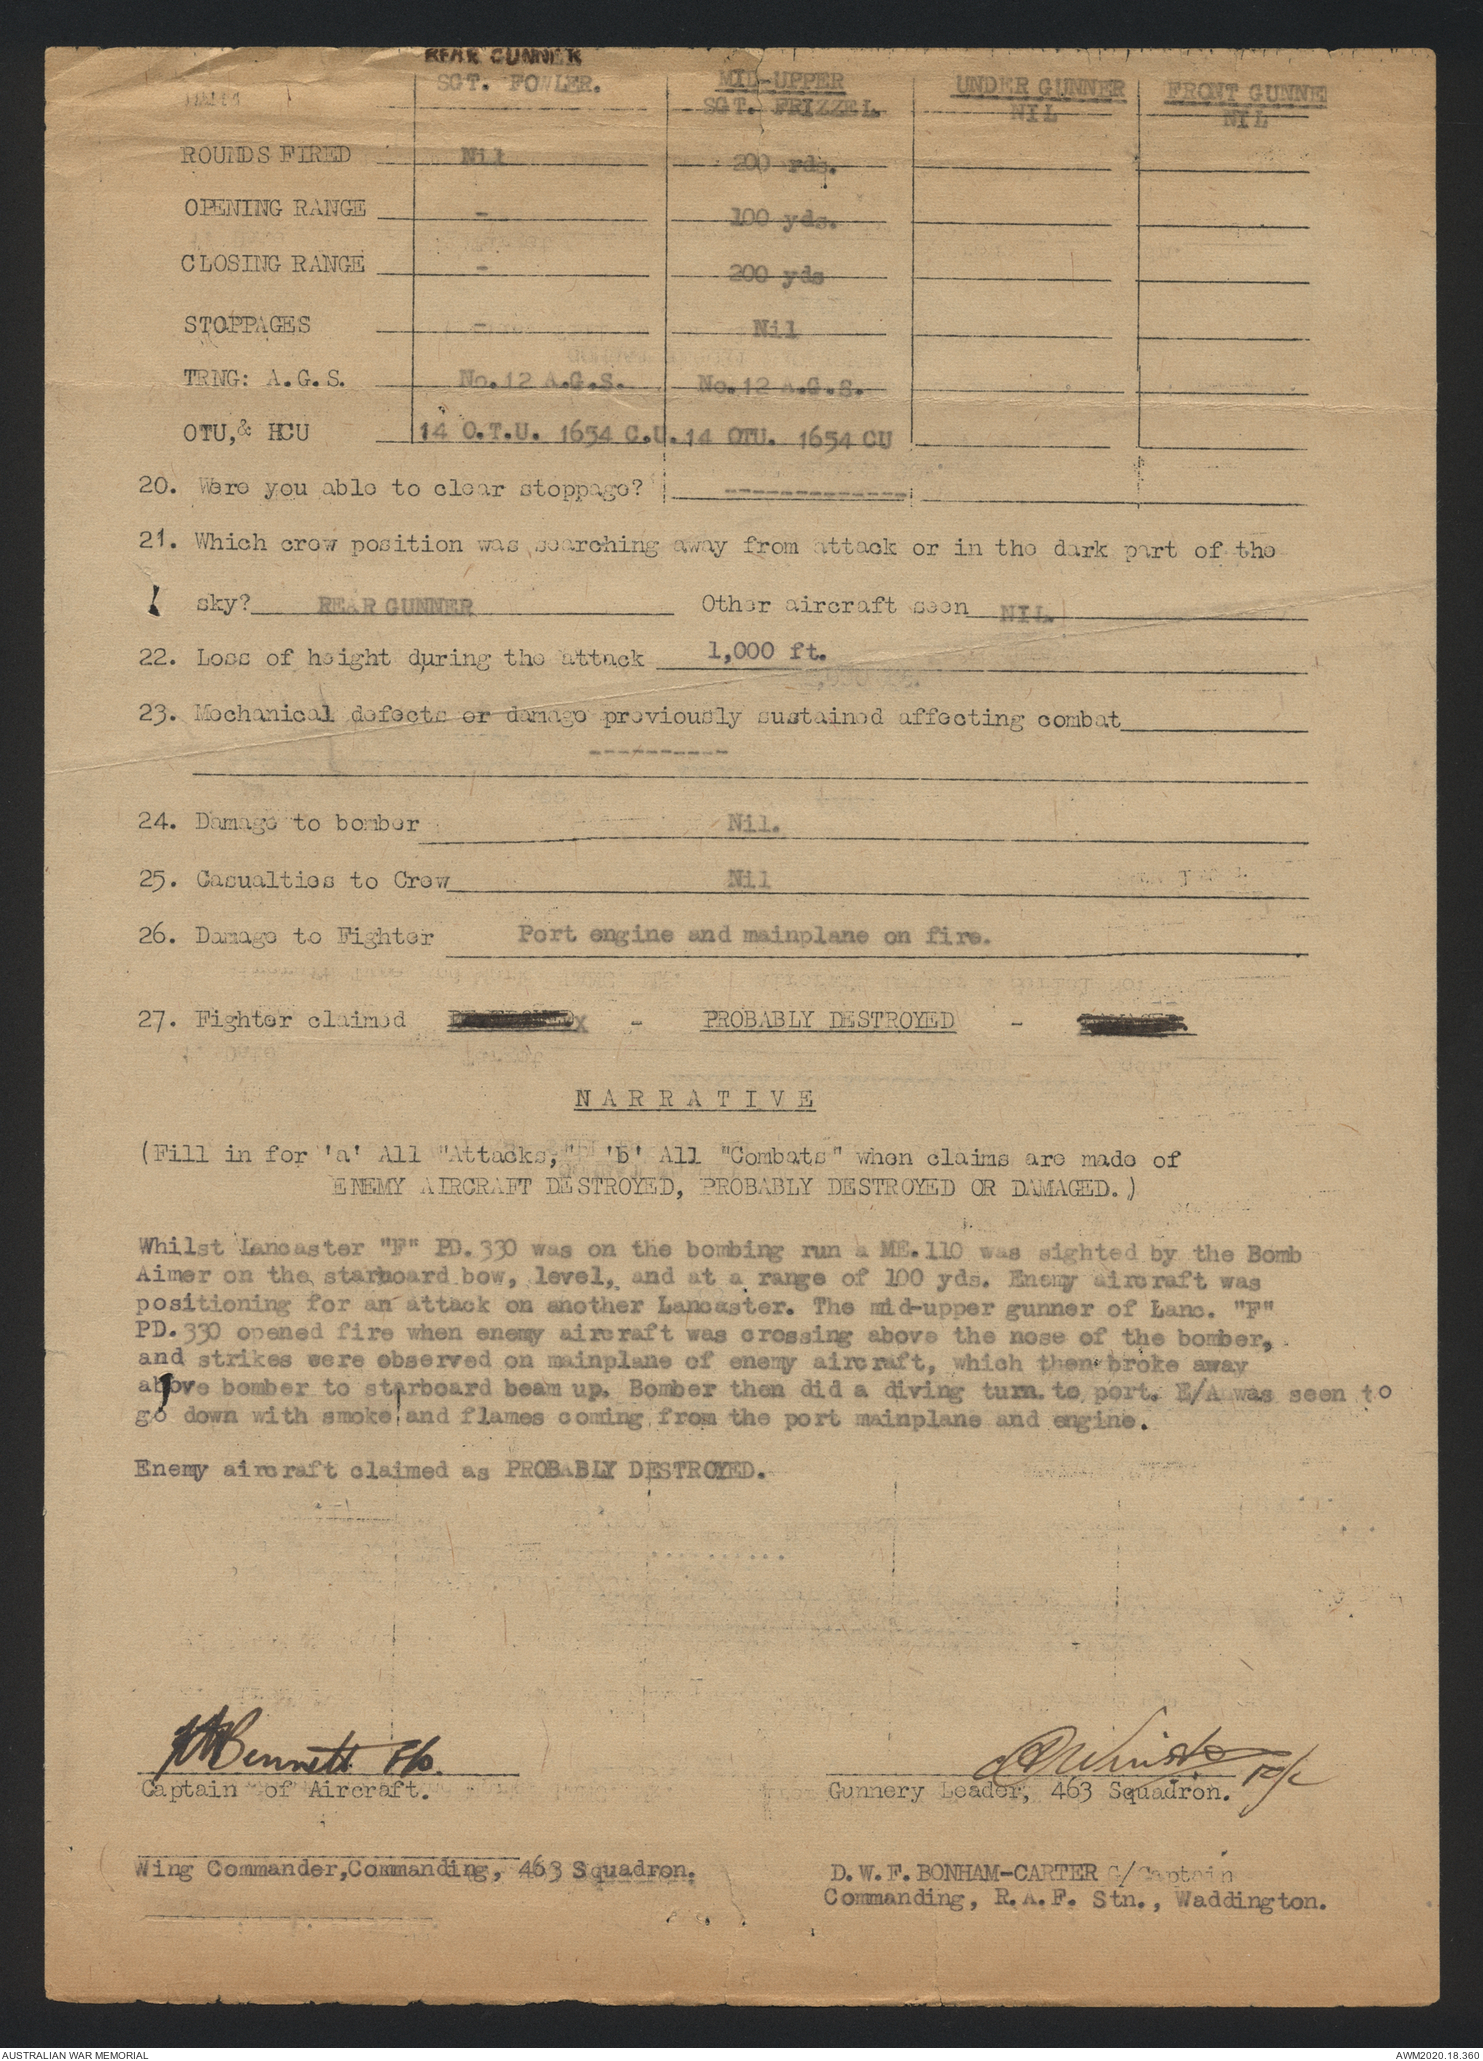 REAR GUNNER
SGT. FOWLER.
MID-UPPER
SGT. FRIZZEL.
UNDER GUNNER
NIL
FRONT GUNNE
NIL
ROUNDS FIRED Nil 200 rds.
OPENING RANGE - 100 yds.
CLOSING RANGE - 200 yds
STOPPAGES - Nil
TRNG: A.G.S. No.12 A.G.S. No.12 A.G.S.
OTU,& HCU 14 O.T.U. 1654 C.U. 14 OTU. 1654 CU
20. Were you able to clear stoppage? -------------
21. Which crew position was searching away from attack or in the dark part of the
sky? REAR GUNNER Other aircraft seen NIL.
22. Loss of height during the attack 1,000 ft.
23. Mechanical defects or damage previously sustained affecting combat
----------
24. Damage to bomber Nil.
25. Casualties to Crew Nil
26. Damage to Fighter Port engine and mainplane on fire.
27. Fighter claimed - PROBABLY DESTROYED -
N A R R A T I V E
(Fill in for 'a' All "Attacks," 'b' All "Combats" when claims are made of
ENEMY AIRCRAFT DESTROYED, PROBABLY DESTROYED OR DAMAGED.)
Whilst Lancaster "F" PD.330 was on the bombing run a ME.110 was sighted by the Bomb
Aimer on the starboard bow, level, and at a range of 100 yds. Enemy aircraft was
positioning for an attack on another Lancaster. The mid-upper gunner of Lanc. "F"
PD.330 opened fire when enemy aircraft was crossing above the nose of the bomber,
and strikes were observed on mainplane of enemy aircraft, which then broke away
above bomber to starboard beam up. Bomber then did a diving turn to port. E/A was seen to
go down with smoke and flames coming from the port mainplane and engine.
Enemy aircraft claimed as PROBABLY DESTROYED.
..........
Bennett F/O.
Captain of Aircraft.
F/L
Gunnery Leader, 463 Squadron.
Wing Commander,Commanding, 463 Squadron.
D.W.F. BONHAM-CARTER G/Captain
Commanding, R.A.F. Stn., Waddington.
AUSTRALIAN WAR MEMORIAL
AWM2020.18.360